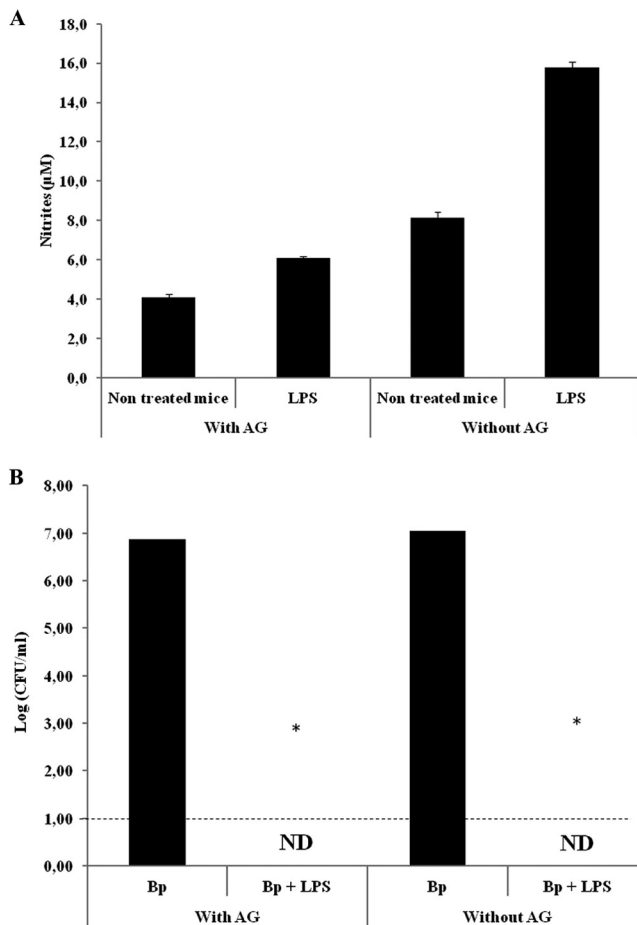 A
18,0
16,0
14,0
12,0
10,0
8,0
6,0
4,0
2,0
0,0
Nitrites (µM)
Non treated mice LPS Non treated mice LPS
With AG Without AG
B
8,00
7,00
6,00
5,00
4,00
3,00
2,00
1,00
0,00
Log (CFU/ml)
* *
ND ND
Bp Bp + LPS Bp Bp + LPS
With AG Without AG